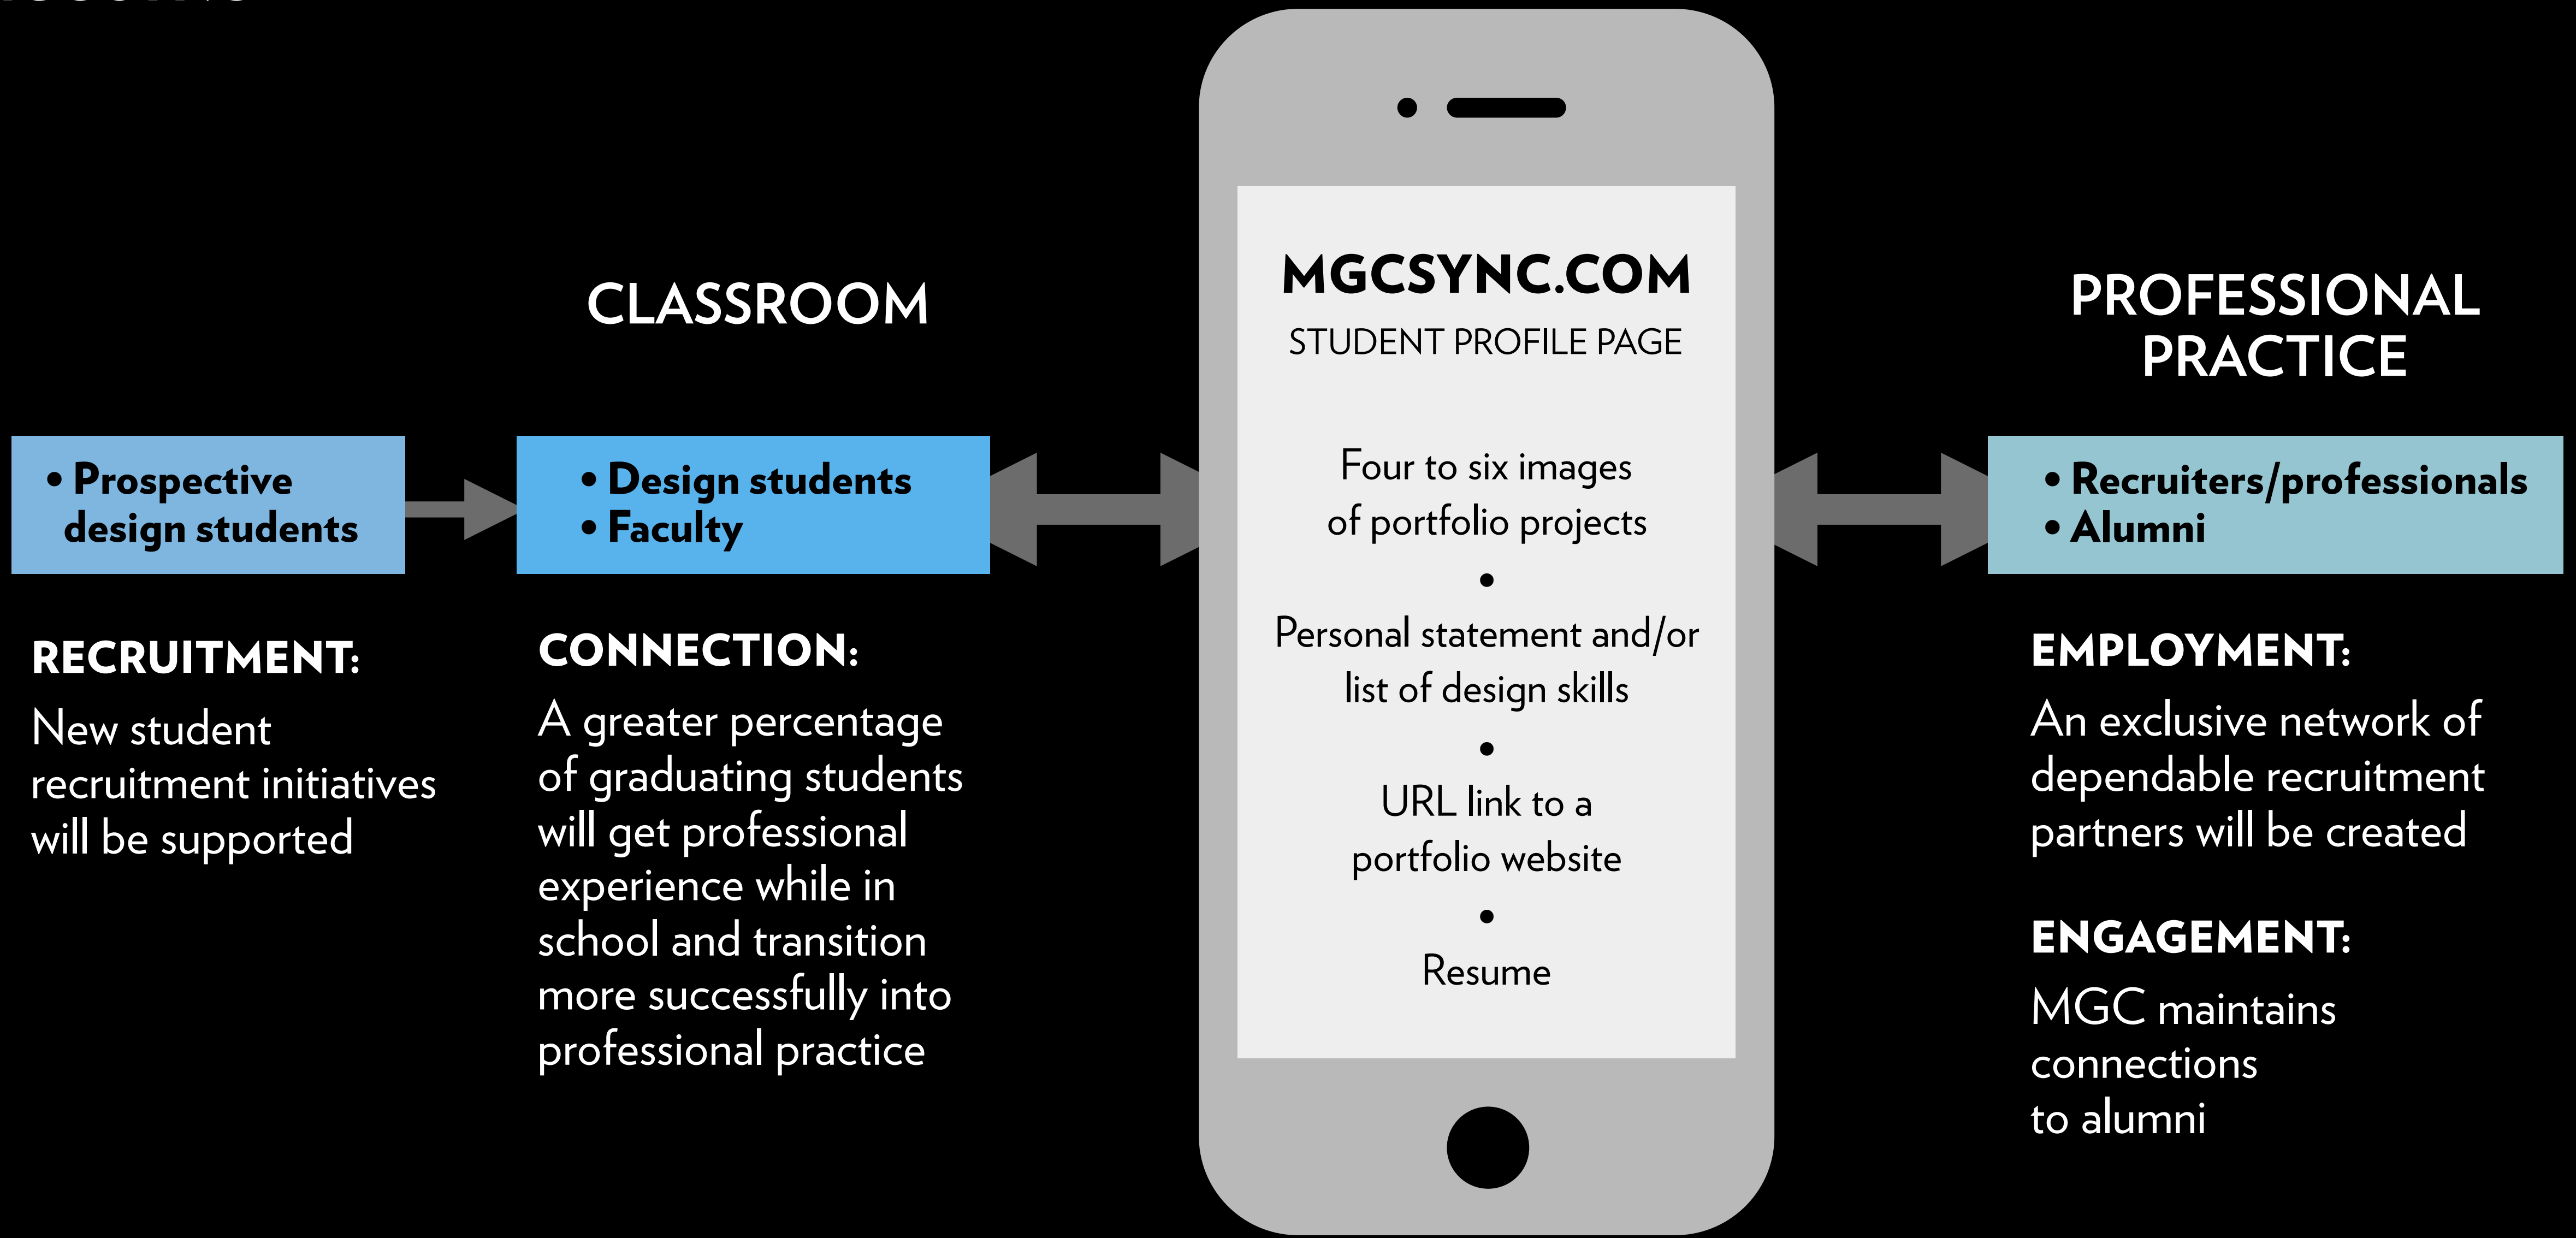 CLASSROOM
MGCSYNC.COM
STUDENT PROFILE PAGE
PROFESSIONAL
PRACTICE
• Prospective
design students
• Design students
• Faculty
Four to six images
of portfolio projects
•
Personal statement and/or
list of design skills
•
URL link to a
portfolio website
•
Resume
• Recruiters/professionals
• Alumni
RECRUITMENT:
New student
recruitment initiatives
will be supported
CONNECTION:
A greater percentage
of graduating students
will get professional
experience while in
school and transition
more successfully into
professional practice
EMPLOYMENT:
An exclusive network of
dependable recruitment
partners will be created
ENGAGEMENT:
MGC maintains
connections
to alumni